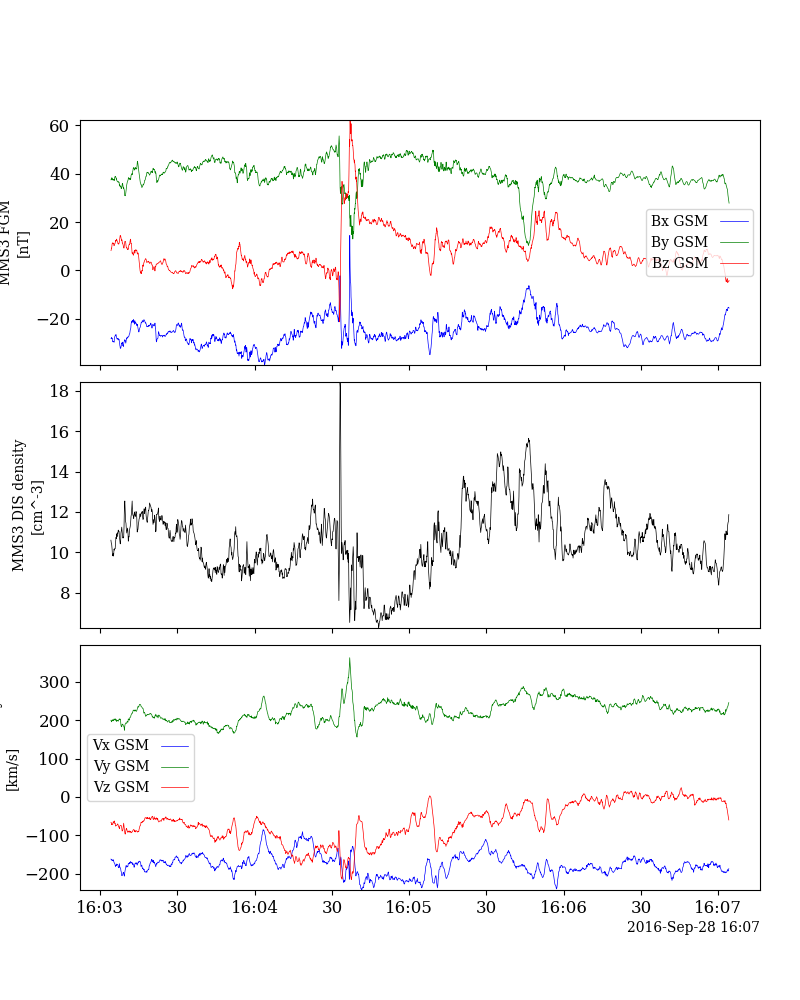 60
40
20
0
−20
MMS3 FGM
[nT]
Bx GSM
By GSM
Bz GSM
18
16
14
12
10
8
MMS3 DIS density
[cm^-3]
300
200
100
0
−100
−200
[km/s]
Vx GSM
Vy GSM
Vz GSM
16:03 30 16:04 30 16:05 30 16:06 30 16:07
2016-Sep-28 16:07